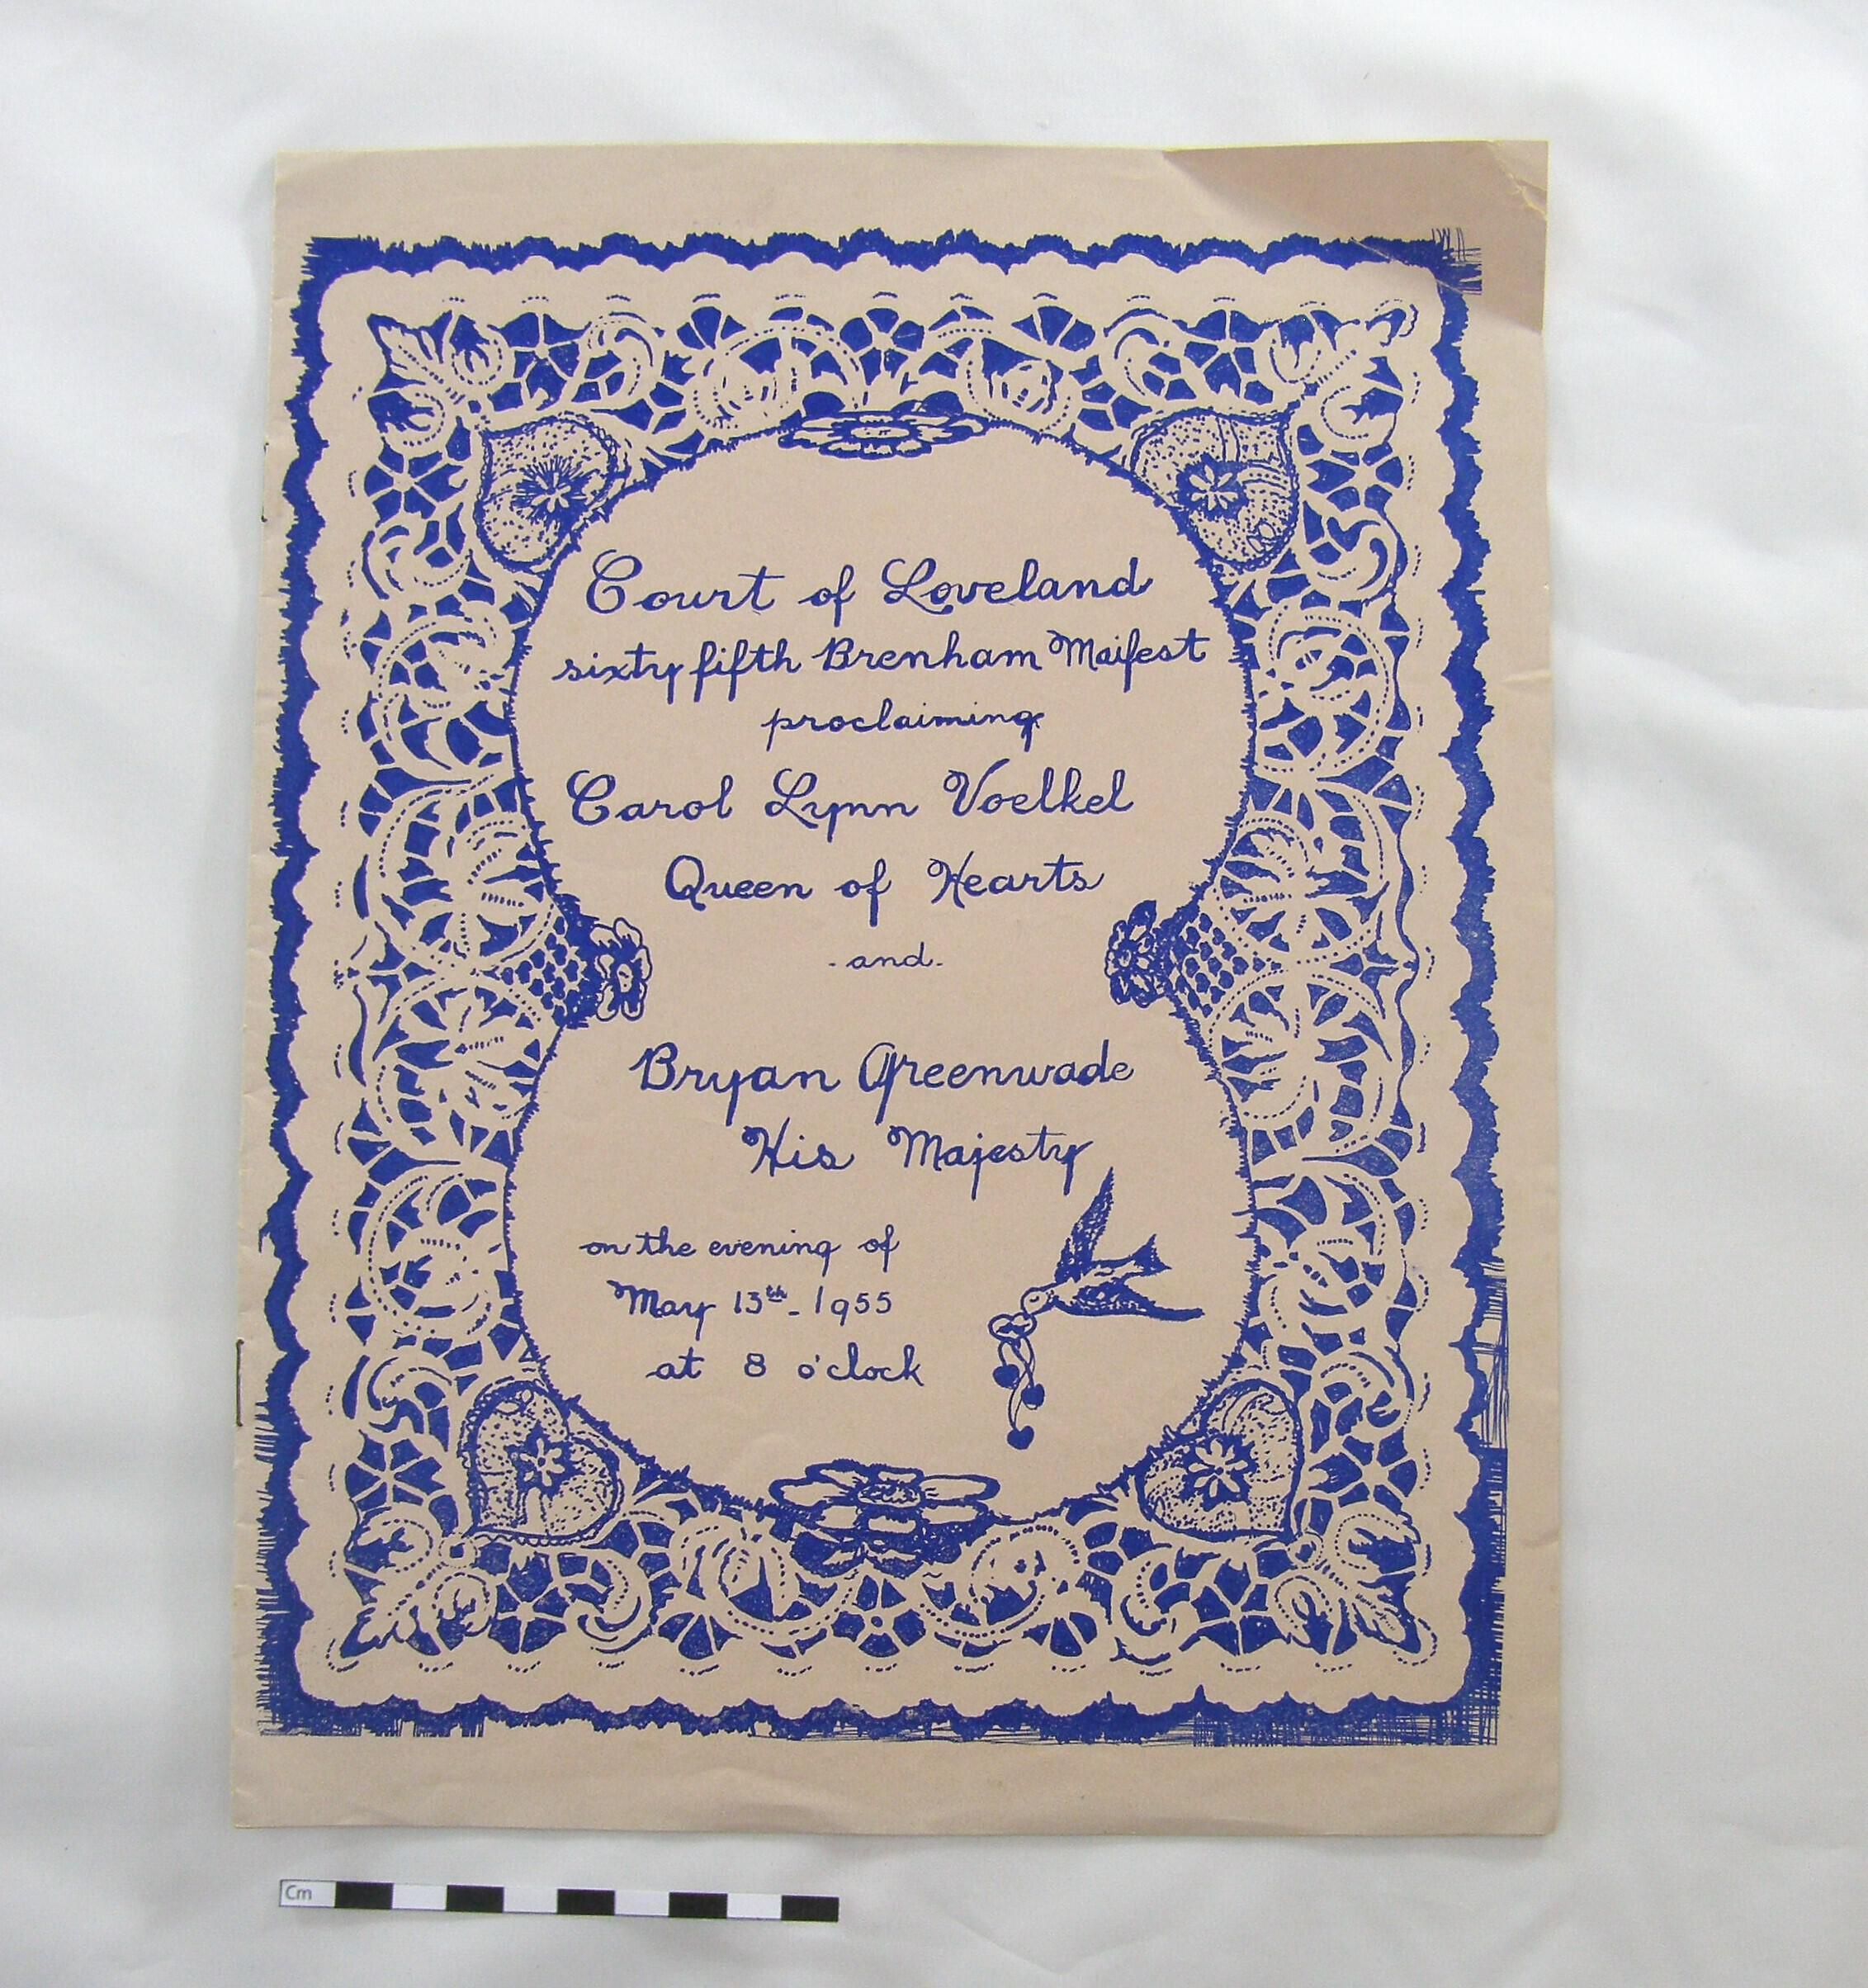 Court of Loveland
sixty fifth Brenham Maifest
proclaiming
Carol Lynn Voelkel
Queen of Hearts
-and-
Bryan Greenwade
His Majesty
on the evening of
May 13th - 1955
at 8 o'clock
Cm